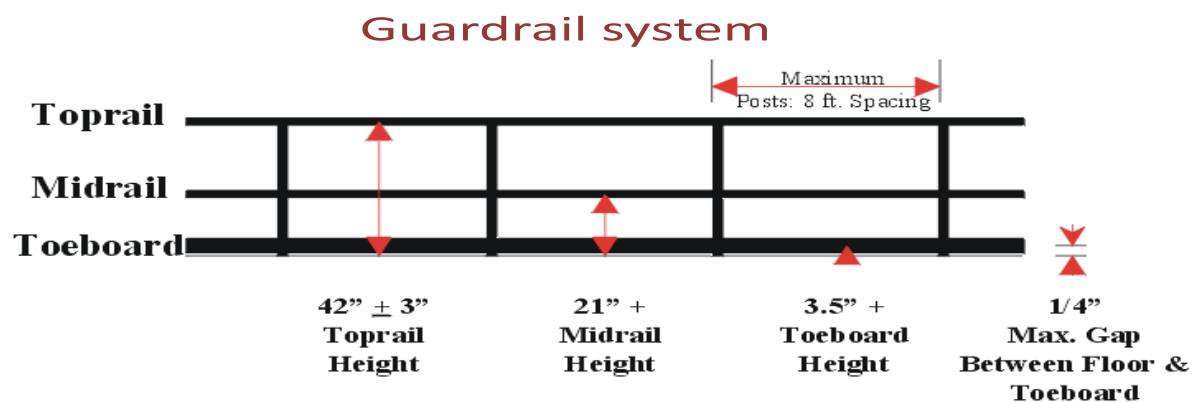 Guardrail system
Maximum
Posts: 8 ft. Spacing
Toprail
Midrail
Toeboard
42” ± 3”
Toprail
Height
21” +
Midrail
Height
3.5” +
Toeboard
Height
1/4”
Max. Gap
Between Floor &
Toeboard